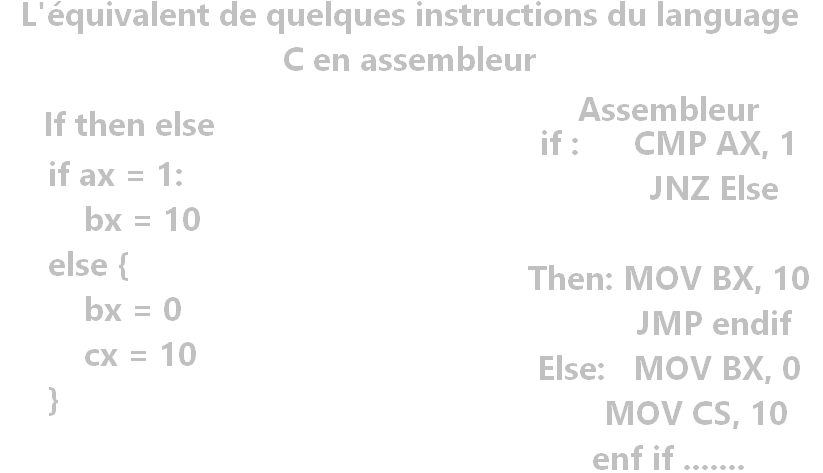 L'équivalent de quelques instructions du language
C en assembleur
If then else
if ax = 1:
bx = 10
else {
bx = 0
cx = 10
}
Assembleur
if : CMP AX, 1
JNZ Else
Then: MOV BX, 10
JMP endif
Else: MOV BX, 0
MOV CS, 10
enf if .......